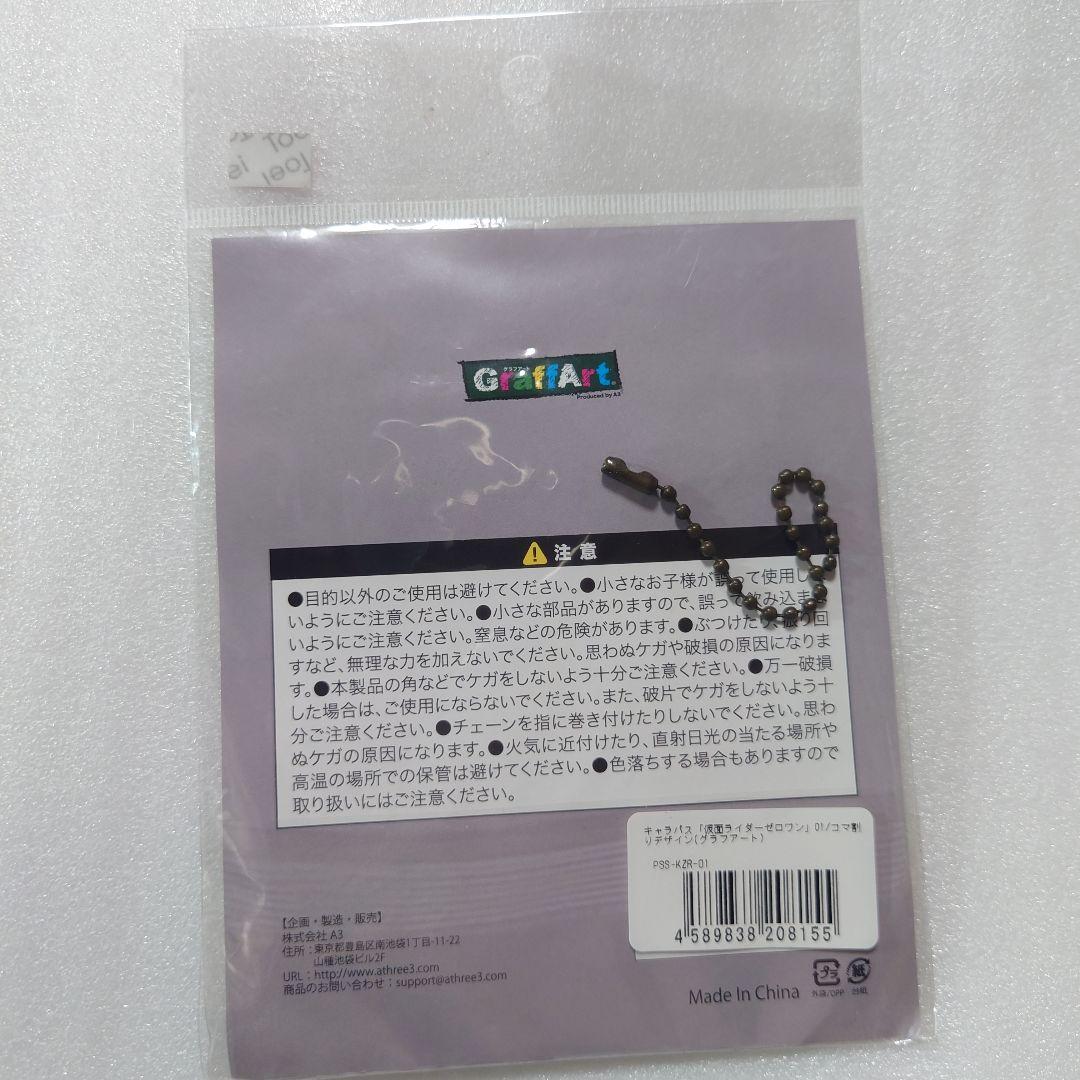 グラフアート
GraffArt.
Produced by A3
注意
●目的以外のご使用は避けてください。●小さなお子様が誤って使用し
いようにご注意ください。●小さな部品がありますので、誤って飲み込ま
いようにご注意ください。窒息などの危険があります。●ぶつけたり、振り回
すなど、無理な力を加えないでください。思わぬケガや破損の原因になりま
す。●本製品の角などでケガをしないよう十分ご注意ください。●万一破損
した場合は、ご使用にならないでください。また、破片でケガをしないよう十
分ご注意ください。●チェーンを指に巻き付けたりしないでください。思わ
ぬケガの原因になります。●火気に近付けたり、直射日光の当たる場所や
高温の場所での保管は避けてください。●色落ちする場合もありますので
取り扱いにはご注意ください。
キャラパス「仮面ライダーゼロワン」01/コマ割
りデザイン(グラフアート)
PSS-KZR-01
4 589838 208155
【企画・製造・販売】
株式会社 A3
住所：東京都豊島区南池袋1丁目-11-22
山種池袋ビル2F
URL：http://www.athree3.com
商品のお問い合わせ：support@athree3.com
プラ
紙
外袋/OPP
台紙
Made In China